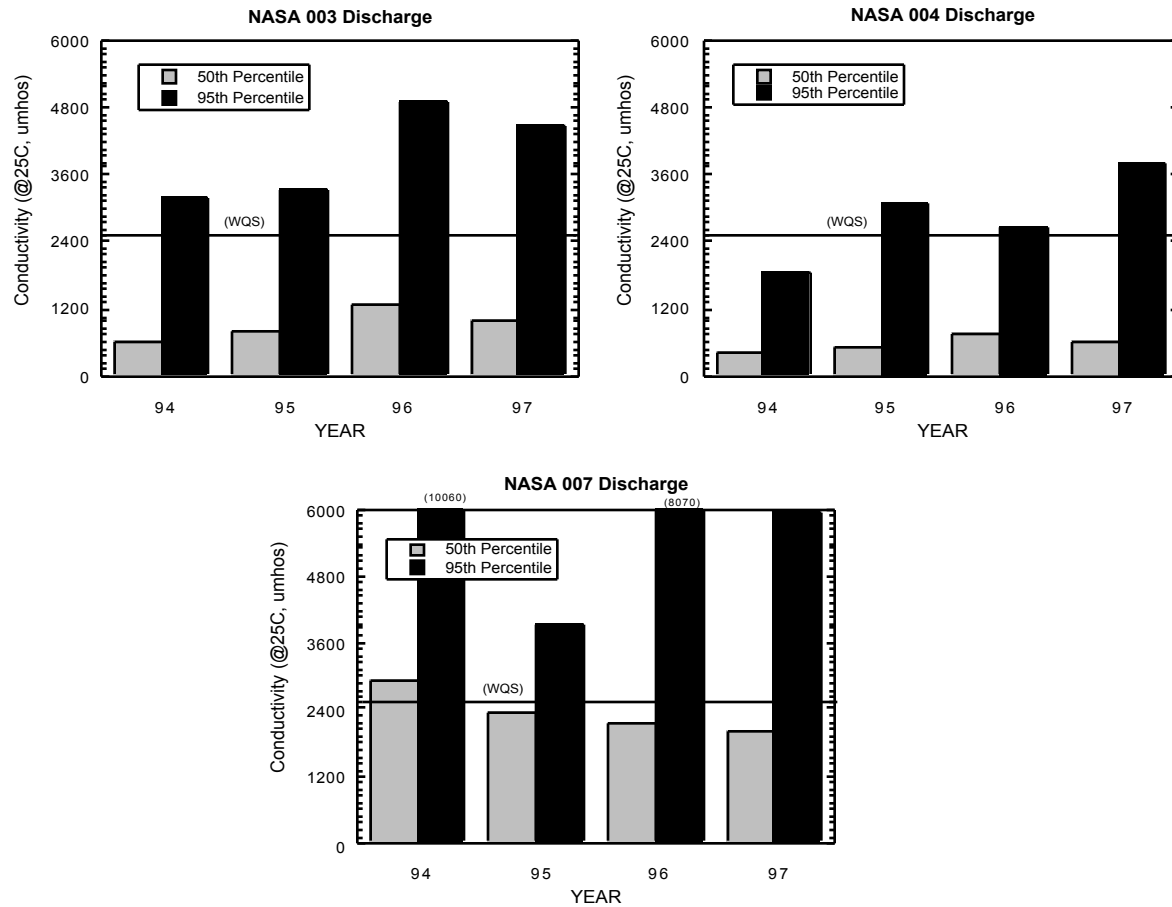 NASA 003 Discharge
Conductivity (@25C, umhos)
6000
4800
3600
2400
1200
0
50th Percentile
95th Percentile
(WQS)
94 95 96 97
YEAR
NASA 004 Discharge
Conductivity (@25C, umhos)
6000
4800
3600
2400
1200
0
50th Percentile
95th Percentile
(WQS)
94 95 96 97
YEAR
NASA 007 Discharge
(10060) (8070)
Conductivity (@25C, umhos)
6000
4800
3600
2400
1200
0
50th Percentile
95th Percentile
(WQS)
94 95 96 97
YEAR